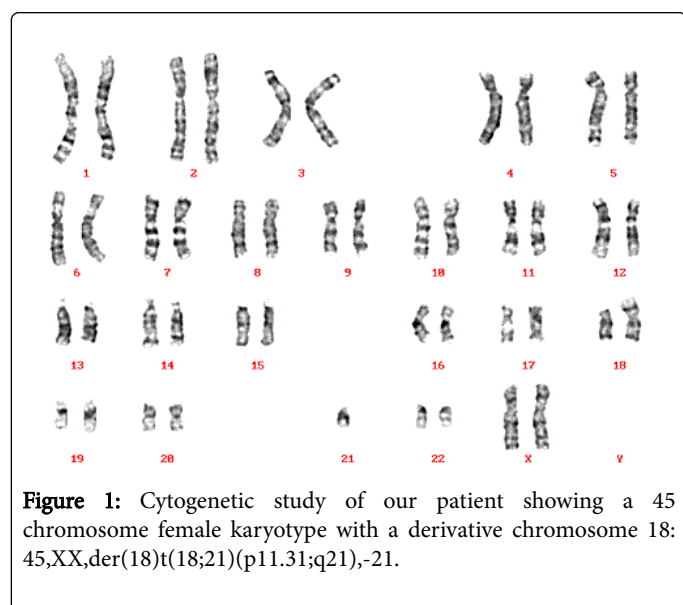 1 2 3 4 5
6 7 8 9 10 11 12
13 14 15 16 17 18
19 20 21 22 X Y
Figure 1: Cytogenetic study of our patient showing a 45
chromosome female karyotype with a derivative chromosome 18:
45,XX,der(18)t(18;21)(p11.31;q21),-21.